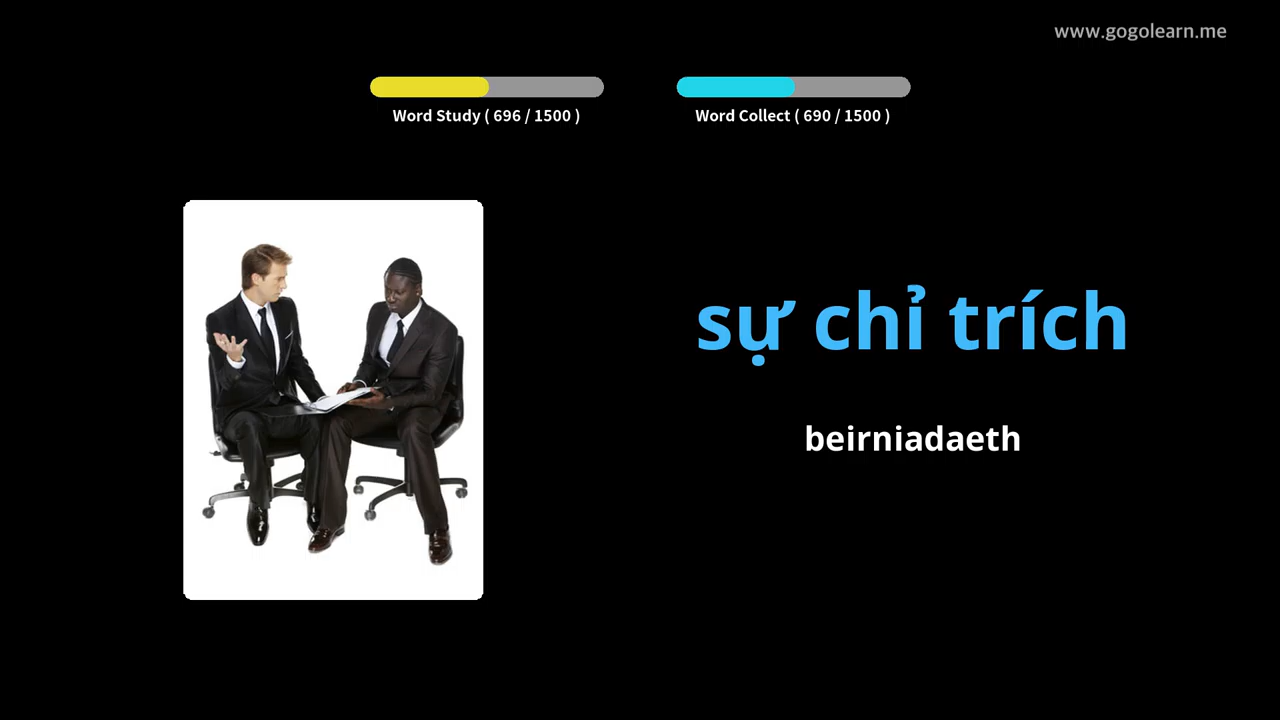 www.gogolearn.me
Word Study ( 696 / 1500 )
Word Collect ( 690 / 1500 )
sự chỉ trích
beirniadaeth